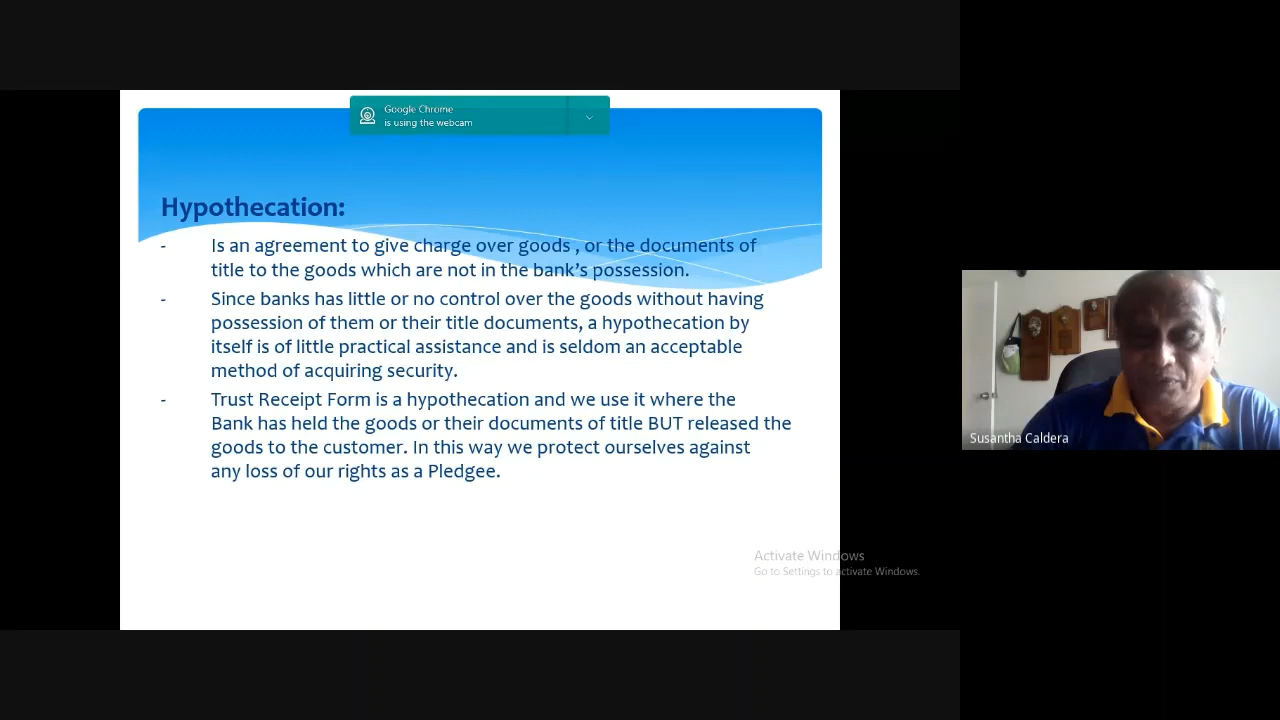 Google Chrome
is using the webcam
Hypothecation:
- Is an agreement to give charge over goods , or the documents of
title to the goods which are not in the bank’s possession.
- Since banks has little or no control over the goods without having
possession of them or their title documents, a hypothecation by
itself is of little practical assistance and is seldom an acceptable
method of acquiring security.
- Trust Receipt Form is a hypothecation and we use it where the
Bank has held the goods or their documents of title BUT released the
goods to the customer. In this way we protect ourselves against
any loss of our rights as a Pledgee.
Susantha Caldera
Activate Windows
Go to Settings to activate Windows.